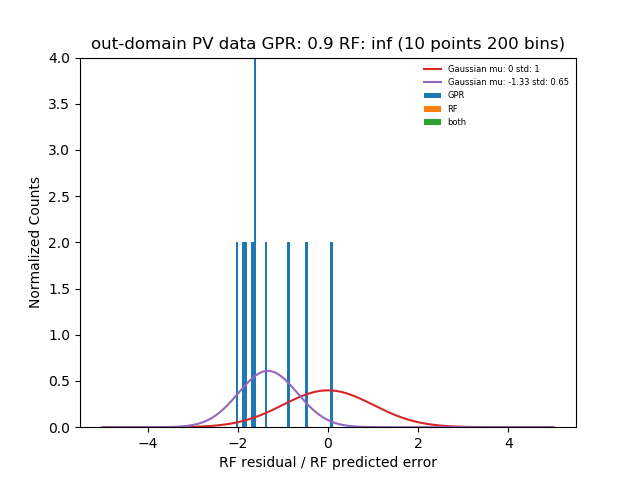 out-domain PV data GPR: 0.9 RF: inf (10 points 200 bins)
Gaussian mu: 0 std: 1
Gaussian mu: -1.33 std: 0.65
GPR
RF
both
Normalized Counts
4.0
3.5
3.0
2.5
2.0
1.5
1.0
0.5
0.0
−4 −2 0 2 4
RF residual / RF predicted error